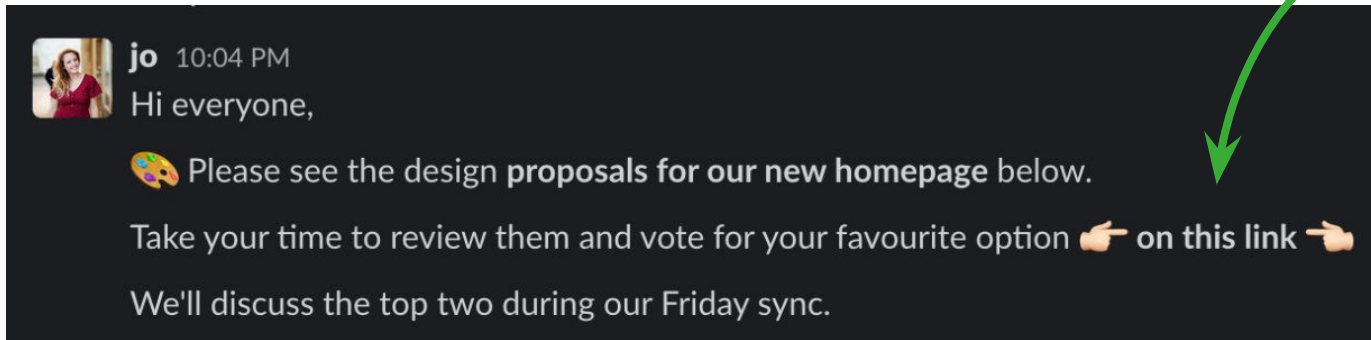 jo 10:04 PM
Hi everyone,
🎨 Please see the design proposals for our new homepage below.
Take your time to review them and vote for your favourite option 👉🏻 on this link 👈🏻
We'll discuss the top two during our Friday sync.